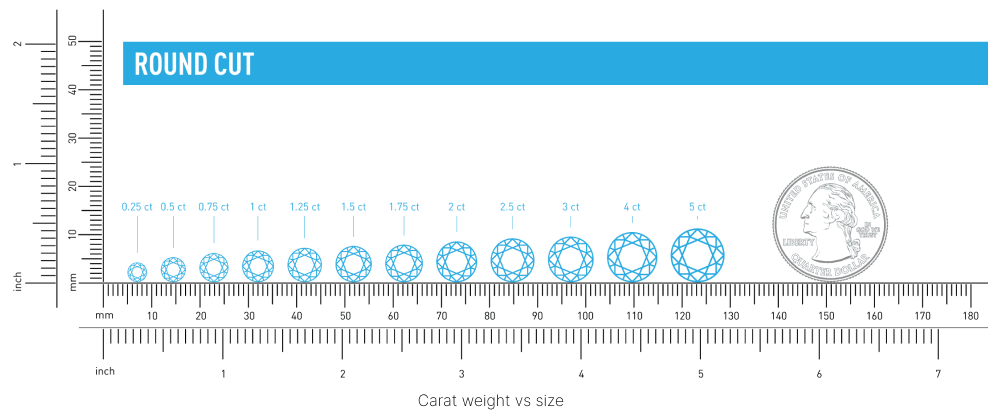 ROUND CUT
inch
1
2
mm
10
20
30
40
50
0.25 ct
0.5 ct
0.75 ct
1 ct
1.25 ct
1.5 ct
1.75 ct
2 ct
2.5 ct
3 ct
4 ct
5 ct
UNITED STATES OF AMERICA
LIBERTY
IN
GOD WE
TRUST
QUARTER DOLLAR
mm 10 20 30 40 50 60 70 80 90 100 110 120 130 140 150 160 170 180
inch 1 2 3 4 5 6 7
Carat weight vs size